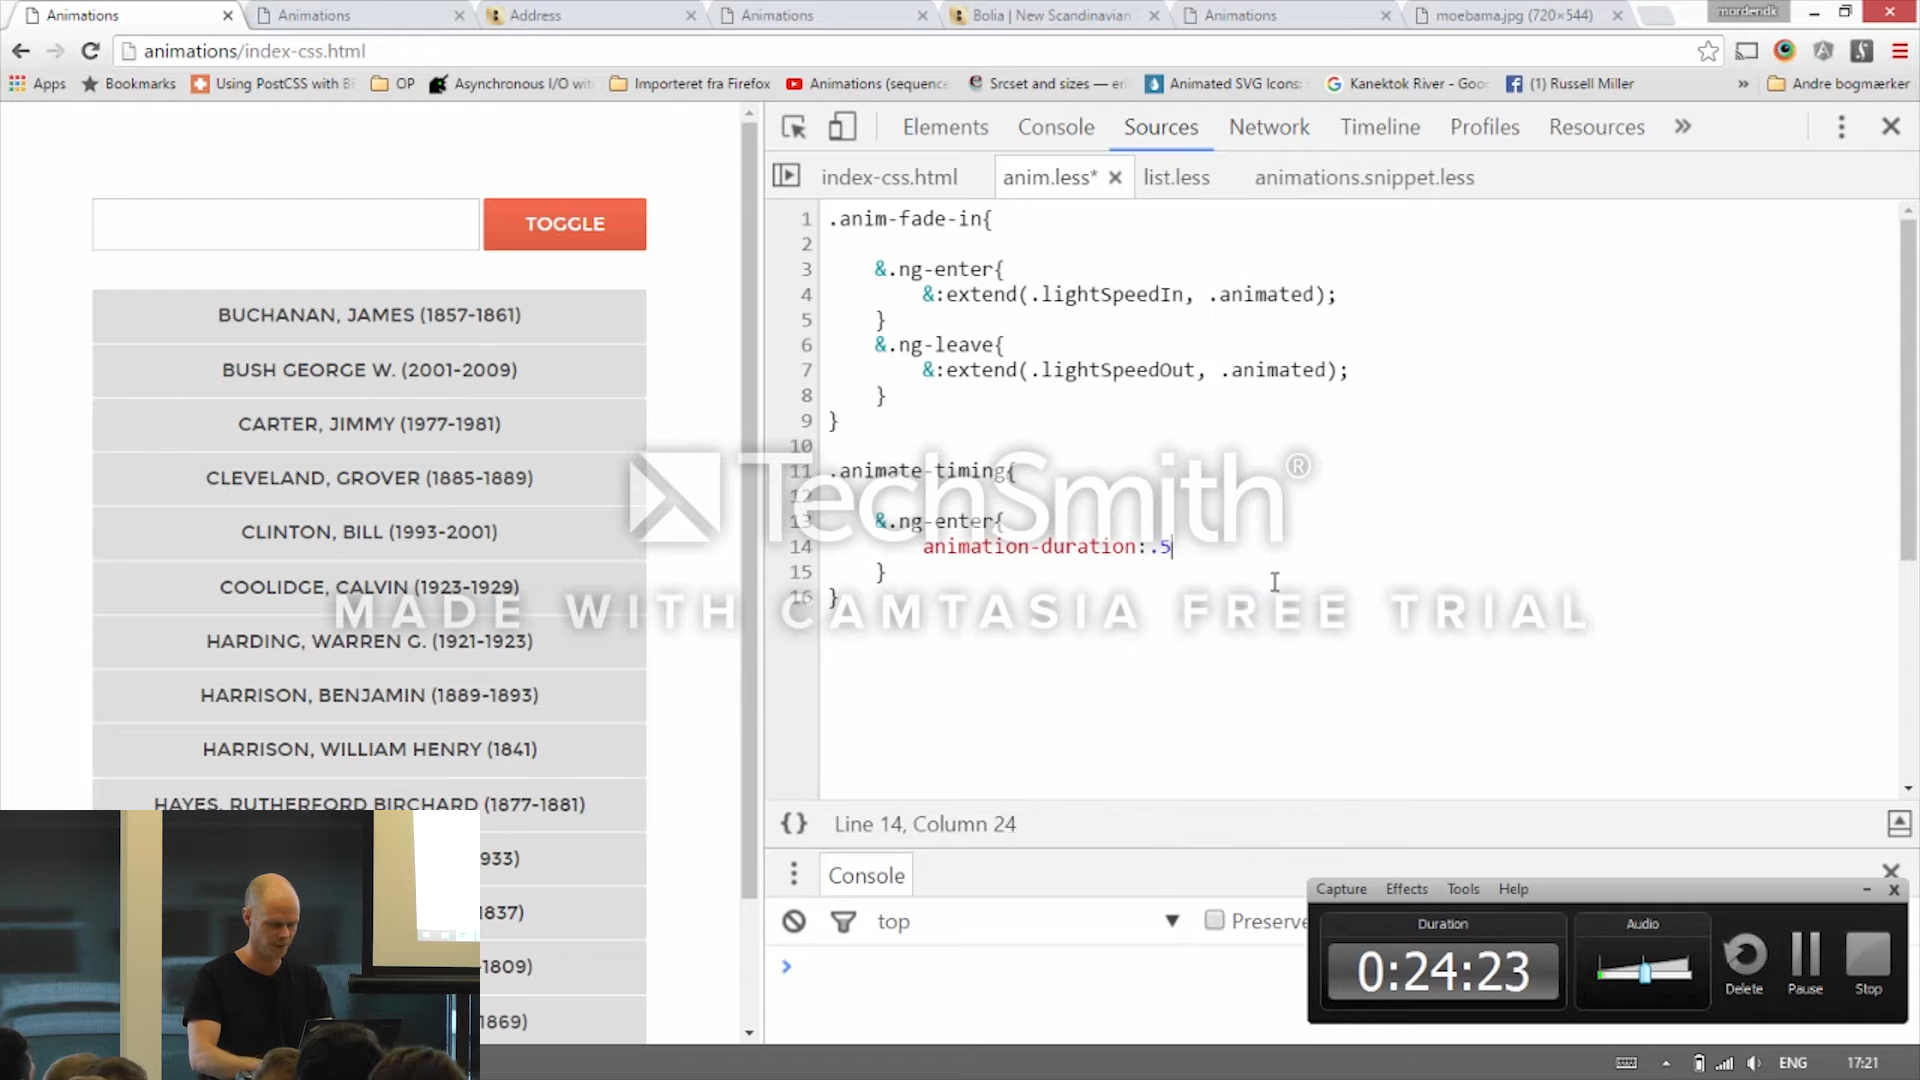 Animations
Animations
Address
Animations
Bolia | New Scandinavian
Animations
moebama.jpg (720×544)
mordendk
animations/index-css.html
Apps
Bookmarks
Using PostCSS with B
OP
Asynchronous I/O wit
Importeret fra Firefox
Animations (sequenc
Srcset and sizes — eri
Animated SVG Icons:
Kanektok River - Goo
(1) Russell Miller
»
Andre bogmærker
TOGGLE
BUCHANAN, JAMES (1857-1861)
BUSH GEORGE W. (2001-2009)
CARTER, JIMMY (1977-1981)
CLEVELAND, GROVER (1885-1889)
CLINTON, BILL (1993-2001)
COOLIDGE, CALVIN (1923-1929)
HARDING, WARREN G. (1921-1923)
HARRISON, BENJAMIN (1889-1893)
HARRISON, WILLIAM HENRY (1841)
HAYES, RUTHERFORD BIRCHARD (1877-1881)
933)
1837)
1809)
1869)
Elements Console Sources Network Timeline Profiles Resources »
index-css.html anim.less* list.less animations.snippet.less
1 .anim-fade-in{
2
3 &.ng-enter{
4 &:extend(.lightSpeedIn, .animated);
5 }
6 &.ng-leave{
7 &:extend(.lightSpeedOut, .animated);
8 }
9 }
10
11 .animate-timing{
12
13 &.ng-enter{
14 animation-duration:.5
15 }
16 }
TechSmith®
MADE WITH CAMTASIA FREE TRIAL
{} Line 14, Column 24
Console
top
Preserve
>
Capture Effects Tools Help
Duration
0:24:23
Audio
Delete
Pause
Stop
ENG
17:21